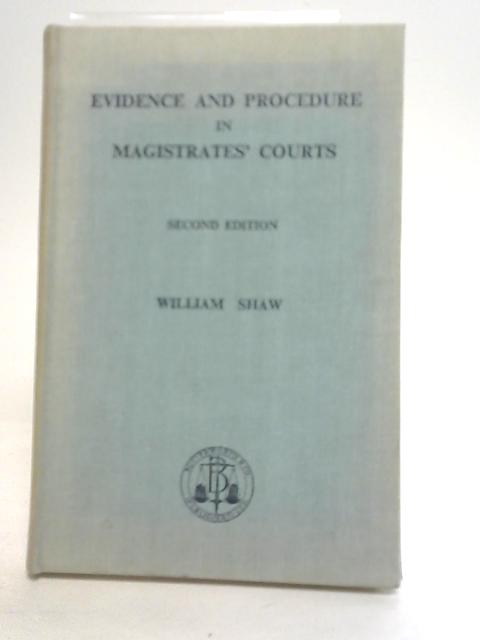 EVIDENCE AND PROCEDURE
IN
MAGISTRATES' COURTS
SECOND EDITION
WILLIAM SHAW